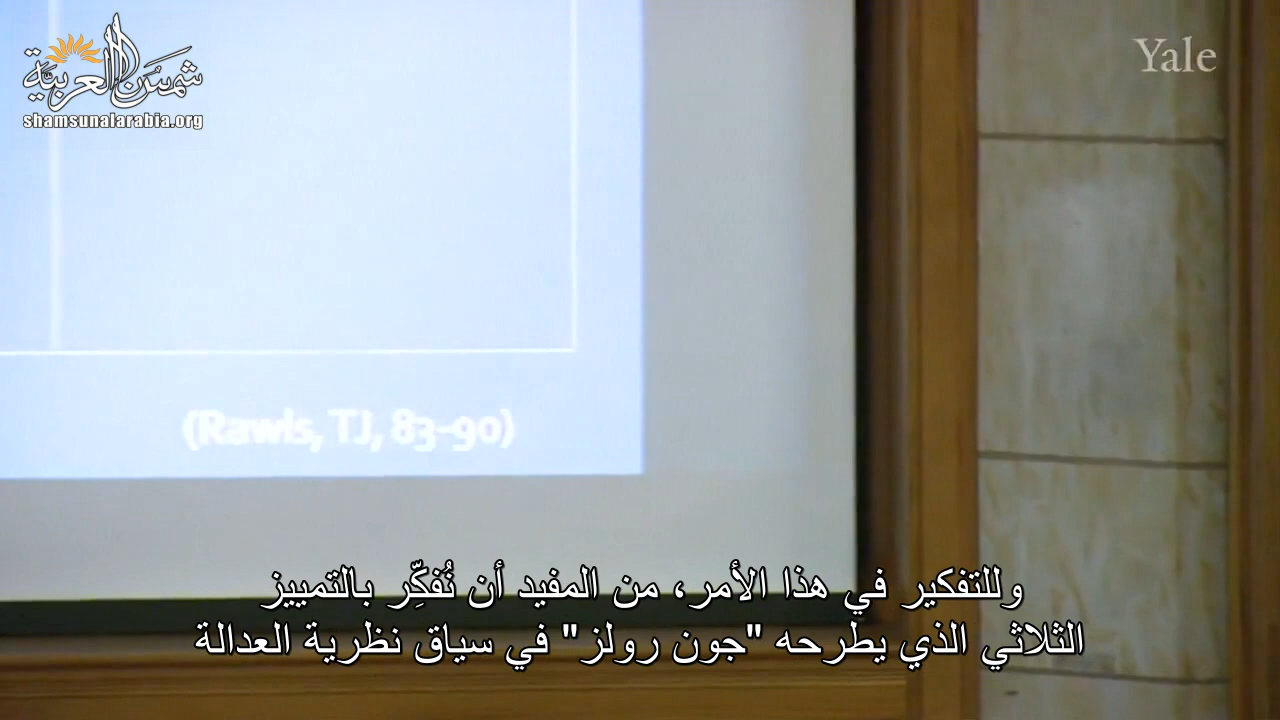 شمسُ العربيّة
shamsunalarabia.org
Yale
(Rawls, TJ, 83-90)
وللتفكير في هذا الأمر، من المفيد أن نُفكِّر بالتمييز
الثلاثي الذي يطرحه "جون رولز" في سياق نظرية العدالة